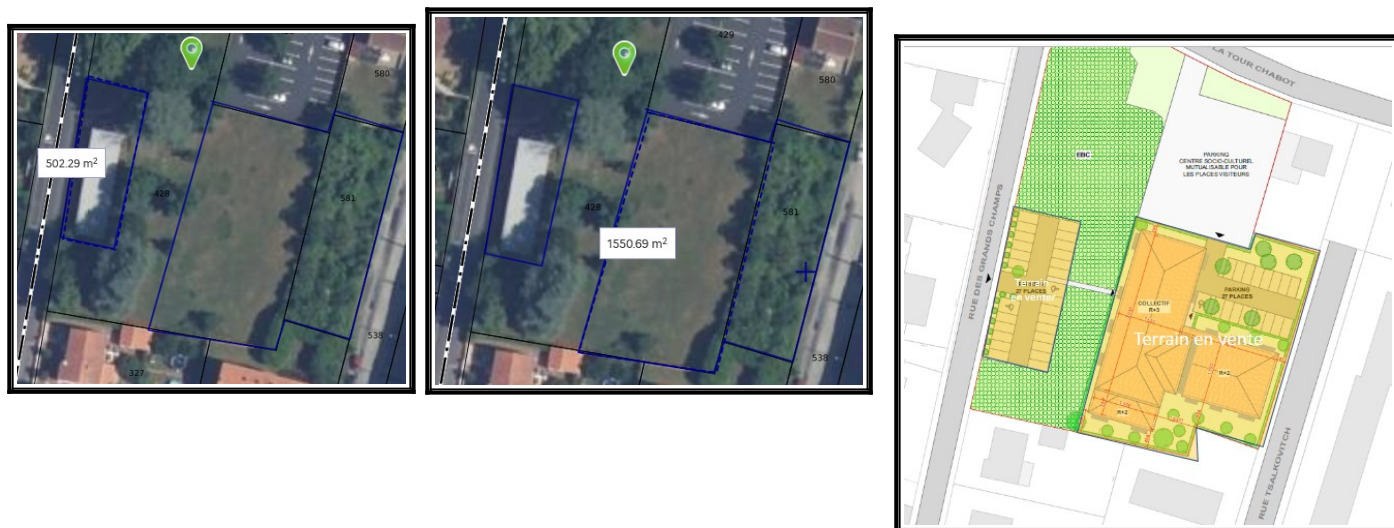 580
502.29 m²
428
581
538
327
429
580
428
581
1550.69 m²
538
LA TOUR CHABOT
EBC
PARKING
CENTRE SOCIO-CULTUREL
MUTUALISABLE POUR
LES PLACES VISITEURS
RUE DES GRANDS CHAMPS
Terrain
27 PLACES
en vente
PARKING
27 PLACES
COLLECTIF
R+3
Terrain en vente
R+2
R+2
RUE TSALKOVITCH